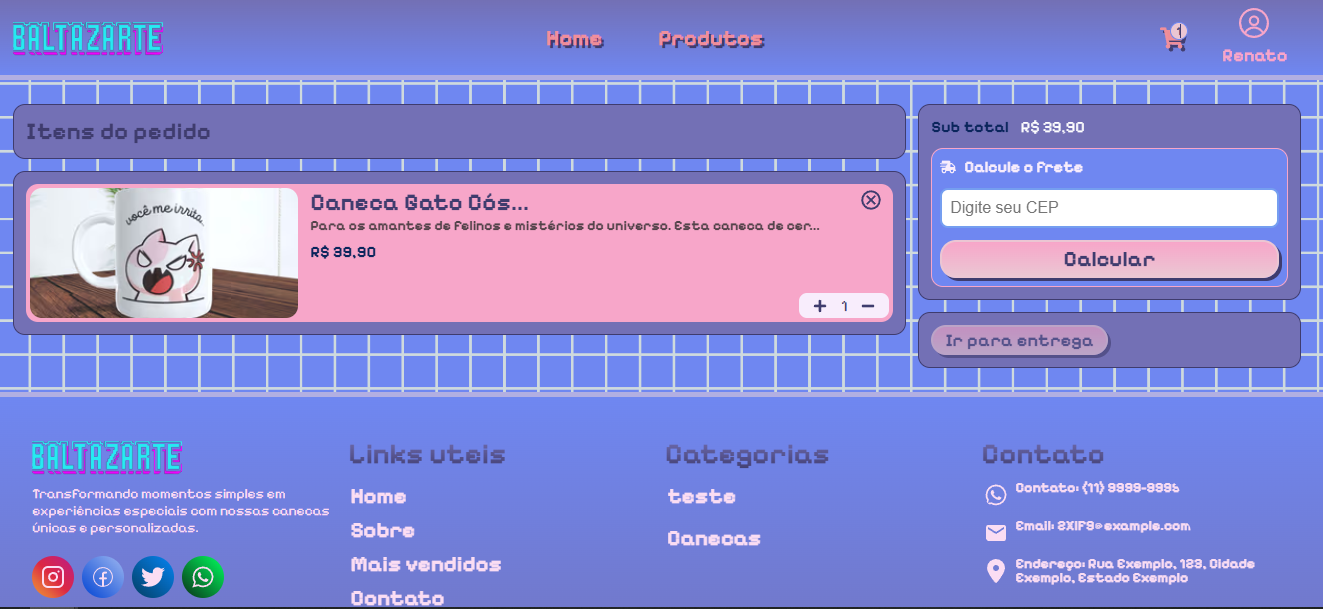 BALTAZARTE
Home
Produtos
1
Renato
Itens do pedido
você me irrita...
Caneca Gato Cós...
Para os amantes de felinos e mistérios do universo. Esta caneca de cer...
R$ 39,90
+ 1 −
Sub total R$ 39,90
Calcule o frete
Digite seu CEP
Calcular
Ir para entrega
BALTAZARTE
Transformando momentos simples em
experiências especiais com nossas canecas
únicas e personalizadas.
Links uteis
Home
Sobre
Mais vendidos
Contato
Categorias
teste
Canecas
Contato
Contato: (11) 9999-9995
Email: EXIF9@example.com
Endereço: Rua Exemplo, 123, Cidade
Exemplo, Estado Exemplo